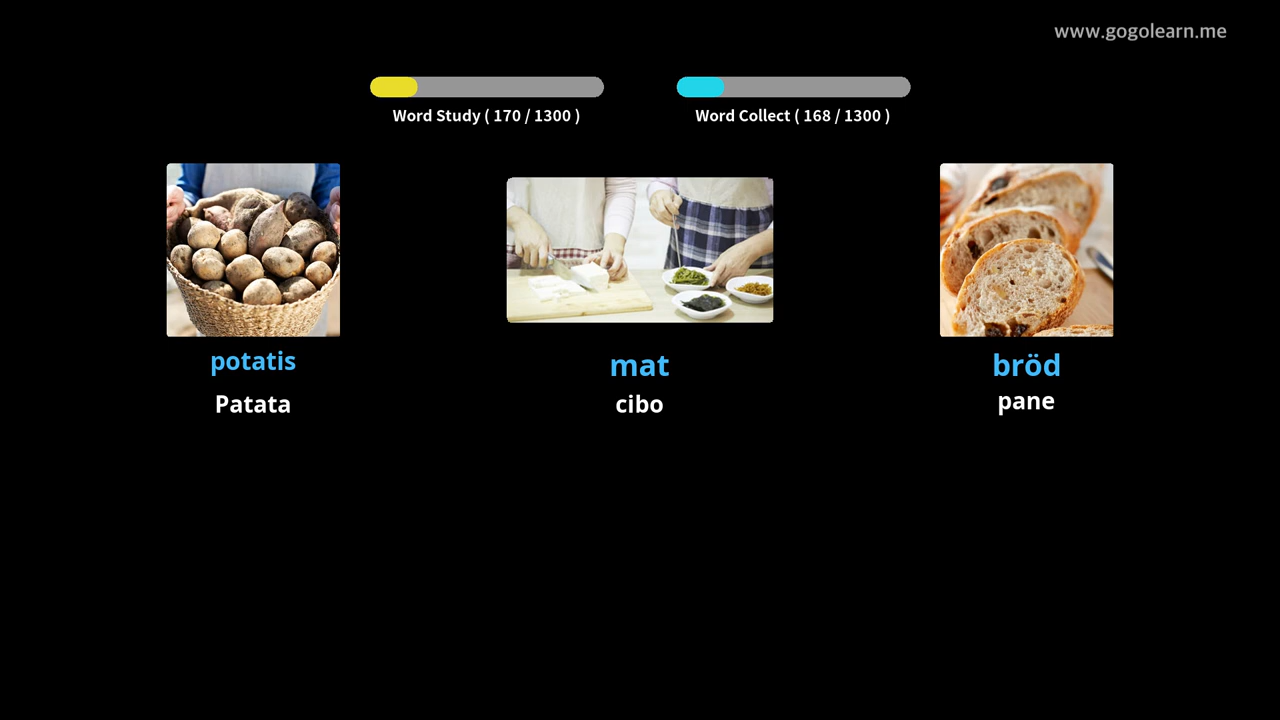 www.gogolearn.me
Word Study ( 170 / 1300 )
Word Collect ( 168 / 1300 )
potatis
Patata
mat
cibo
bröd
pane